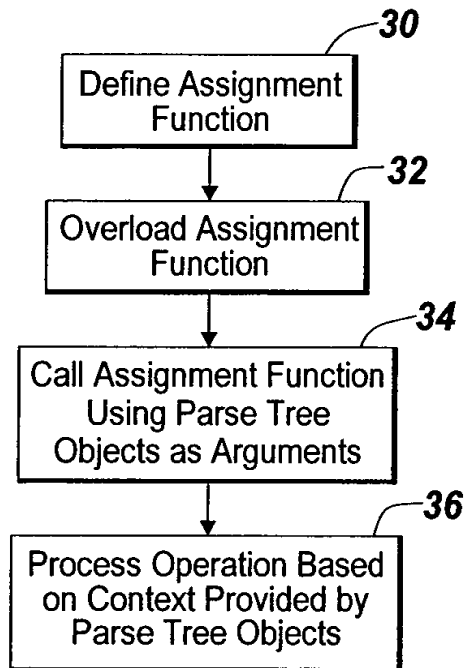 30
Define Assignment
Function
32
Overload Assignment
Function
34
Call Assignment Function
Using Parse Tree
Objects as Arguments
36
Process Operation Based
on Context Provided by
Parse Tree Objects